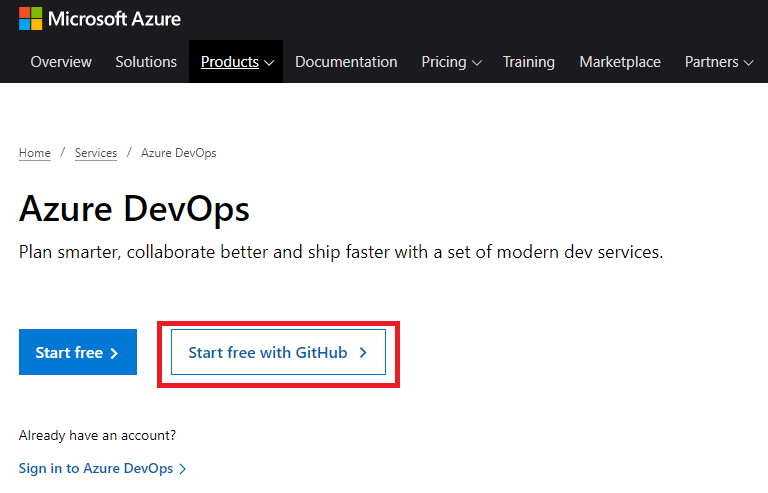 Microsoft Azure
Overview Solutions Products Documentation Pricing Training Marketplace Partners
Home / Services / Azure DevOps
Azure DevOps
Plan smarter, collaborate better and ship faster with a set of modern dev services.
Start free Start free with GitHub
Already have an account?
Sign in to Azure DevOps